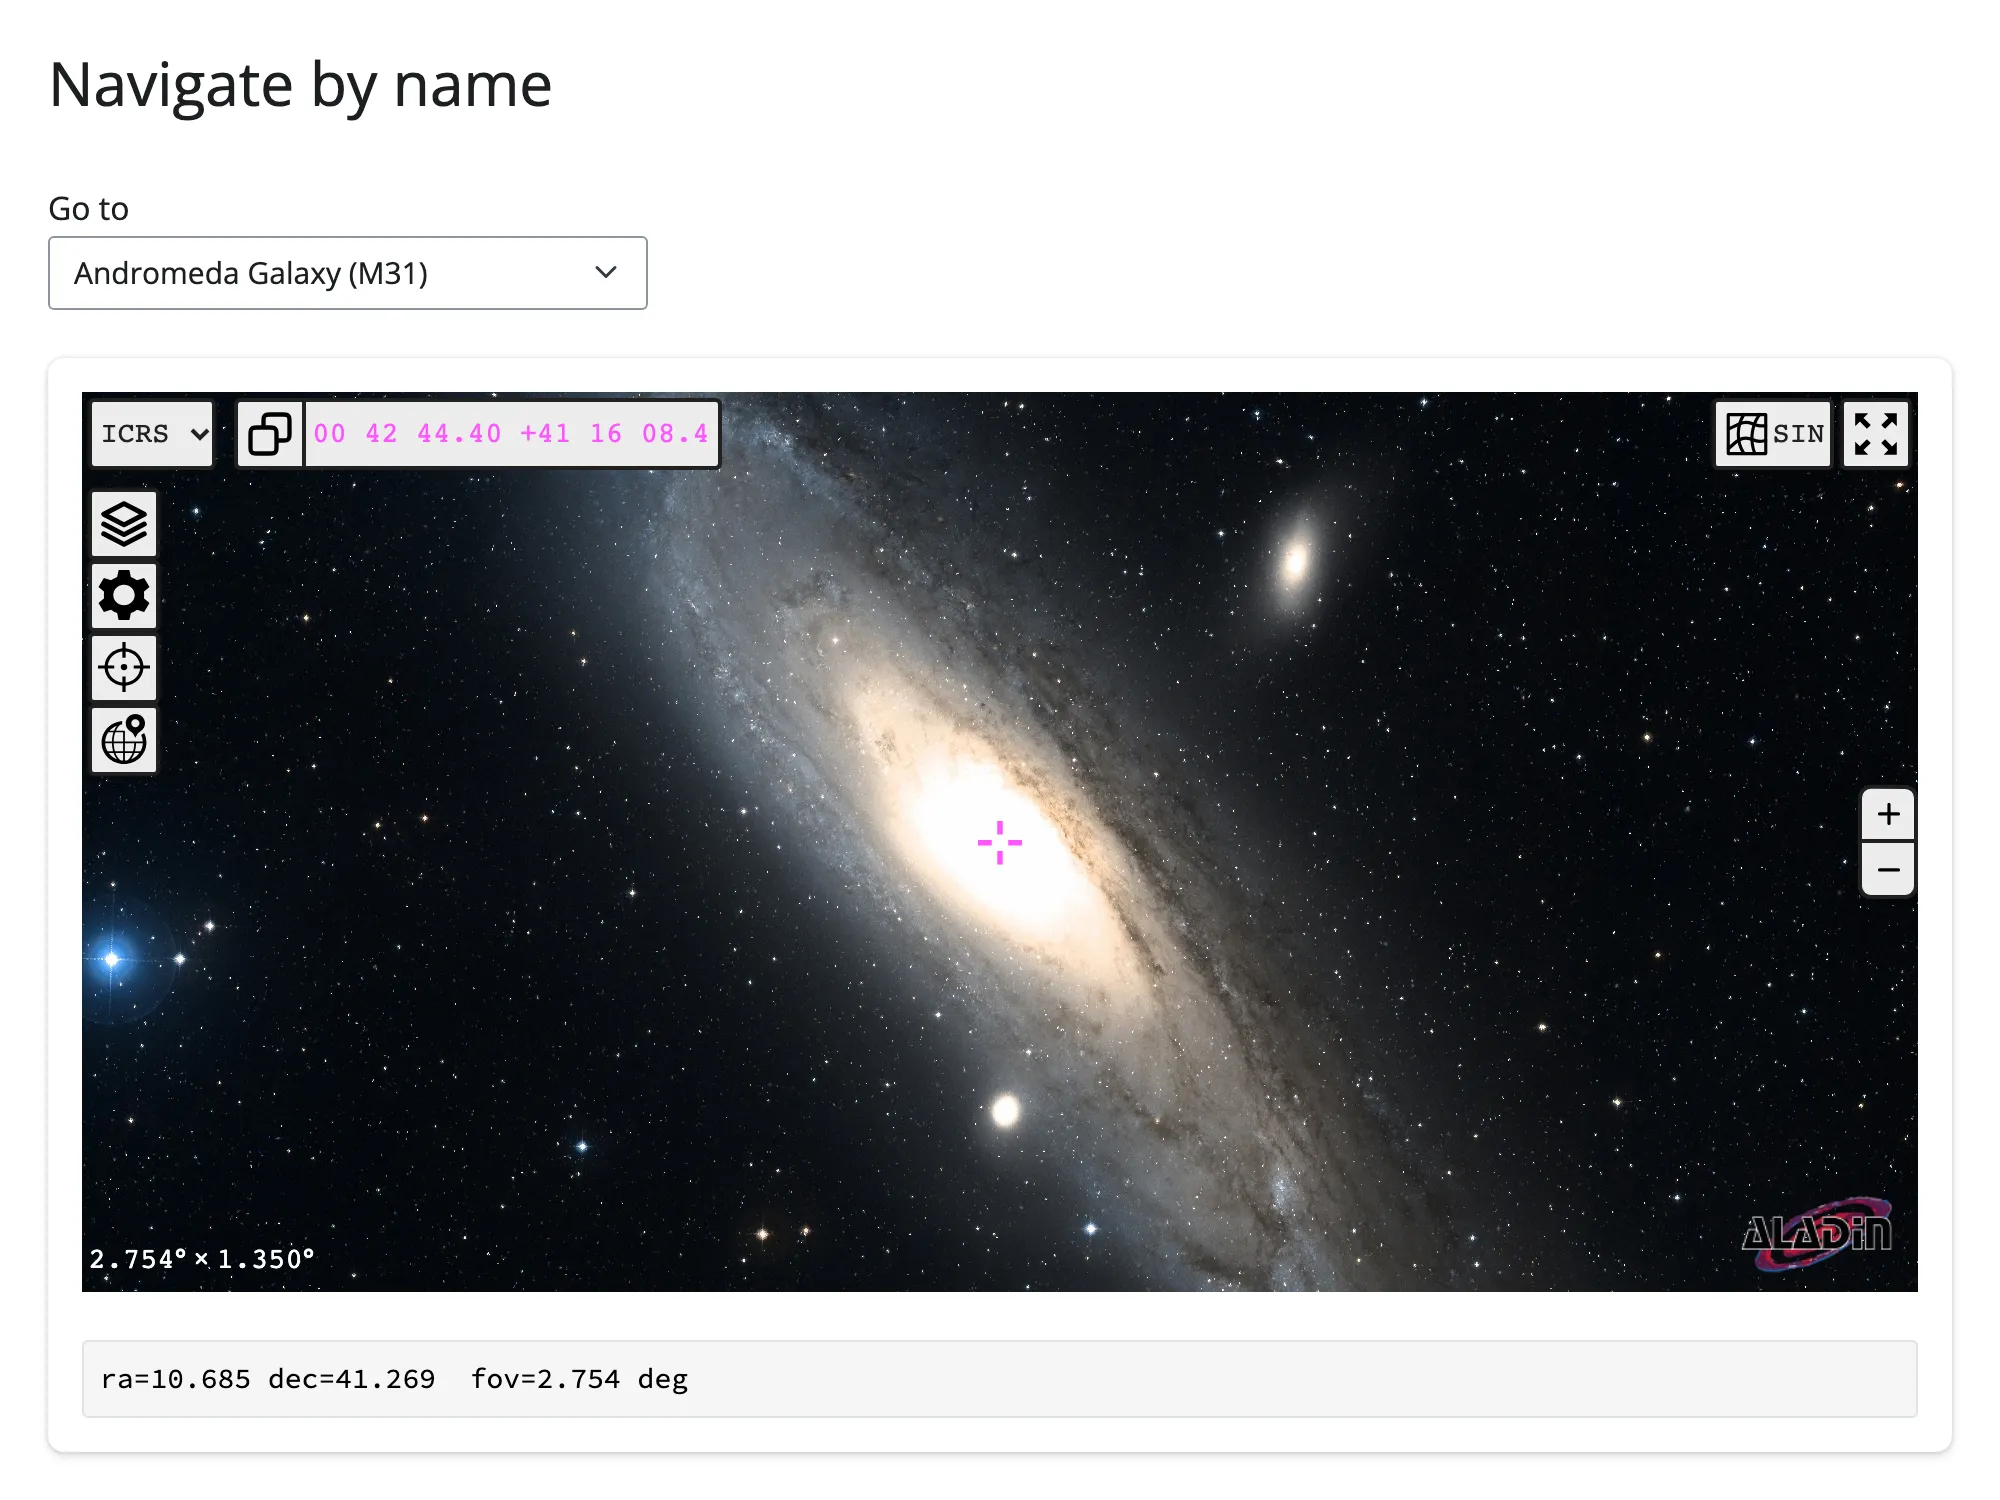 Navigate by name
Go to
Andromeda Galaxy (M31)
ICRS
00 42 44.40 +41 16 08.4
SIN
+
−
2.754° × 1.350°
ALADiN
ra=10.685 dec=41.269  fov=2.754 deg